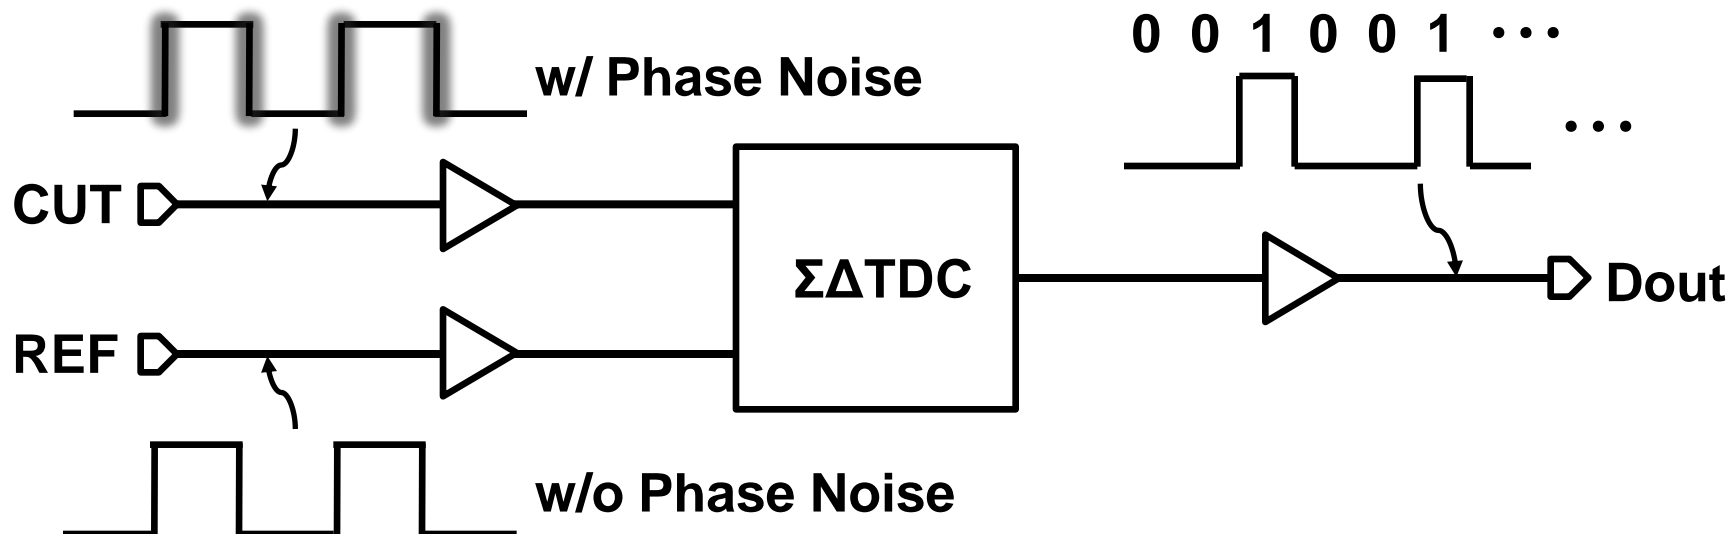 w/ Phase Noise
0 0 1 0 0 1 ···
···
CUT
ΣΔTDC
Dout
REF
w/o Phase Noise